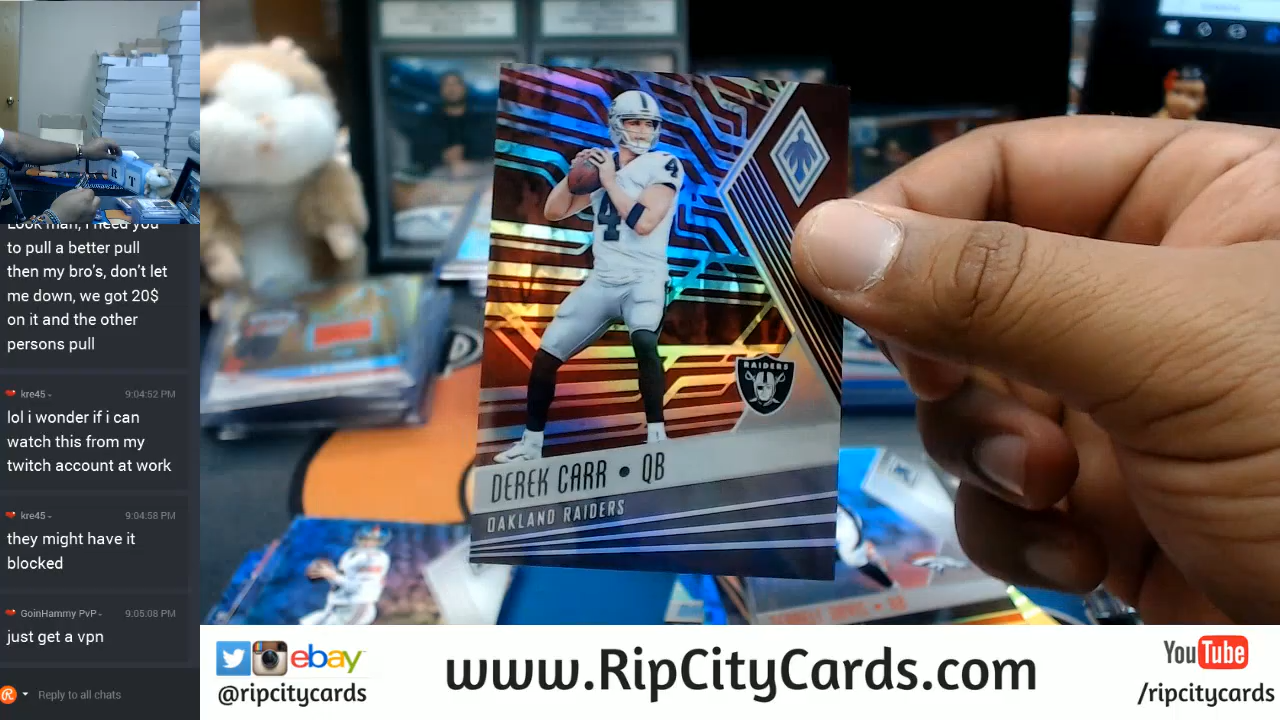 Look man, I need you
to pull a better pull
then my bro's, don't let
me down, we got 20$
on it and the other
persons pull
kre45
9:04:52 PM
lol i wonder if i can
watch this from my
twitch account at work
kre45
9:04:58 PM
they might have it
blocked
GoinHammy PvP
9:05:08 PM
just get a vpn
Reply to all chats
R T
4
4
RAIDERS
DEREK CARR • QB
OAKLAND RAIDERS
ebay
@ripcitycards
www.RipCityCards.com
YouTube
/ripcitycards